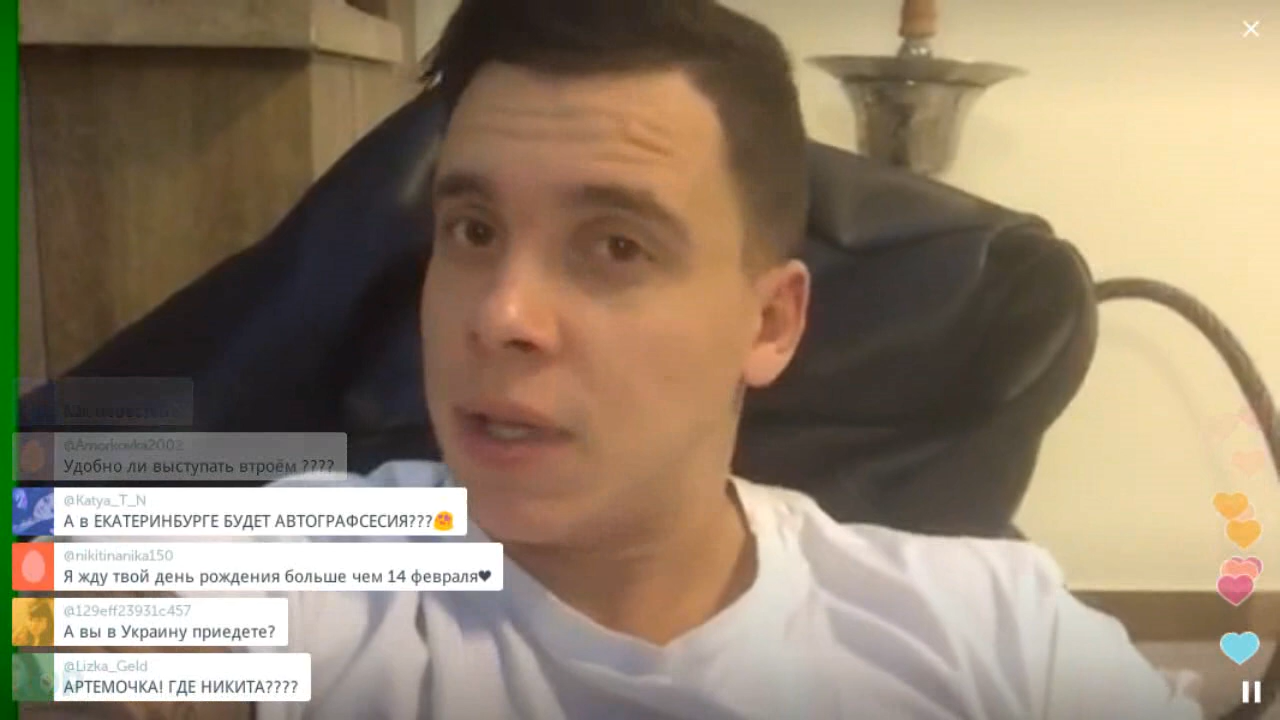 @Amorkovka2002
Удобно ли выступать втроём ????
@Katya_T_N
А в ЕКАТЕРИНБУРГЕ БУДЕТ АВТОГРАФСЕСИЯ???😍
@nikitinanika150
Я жду твой день рождения больше чем 14 февраля♥
@129eff23931c457
А вы в Украину приедете?
@Lizka_Geld
АРТЕМОЧКА! ГДЕ НИКИТА????